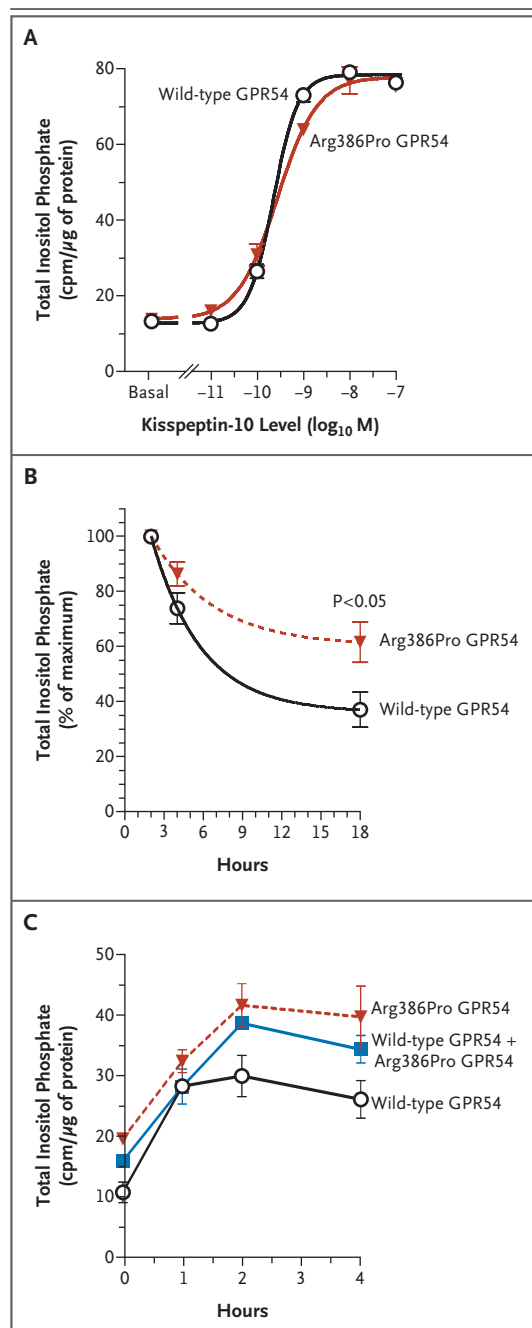 A
80
60
40
20
0
Total Inositol Phosphate
(cpm/µg of protein)
Wild-type GPR54
Arg386Pro GPR54
Basal
−11
−10
−9
−8
−7
Kisspeptin-10 Level (log10 M)
B
100
80
60
40
20
0
Total Inositol Phosphate
(% of maximum)
P<0.05
Arg386Pro GPR54
Wild-type GPR54
0
3
6
9
12
15
18
Hours
C
50
40
30
20
10
0
Total Inositol Phosphate
(cpm/µg of protein)
Arg386Pro GPR54
Wild-type GPR54 +
Arg386Pro GPR54
Wild-type GPR54
0
1
2
3
4
Hours